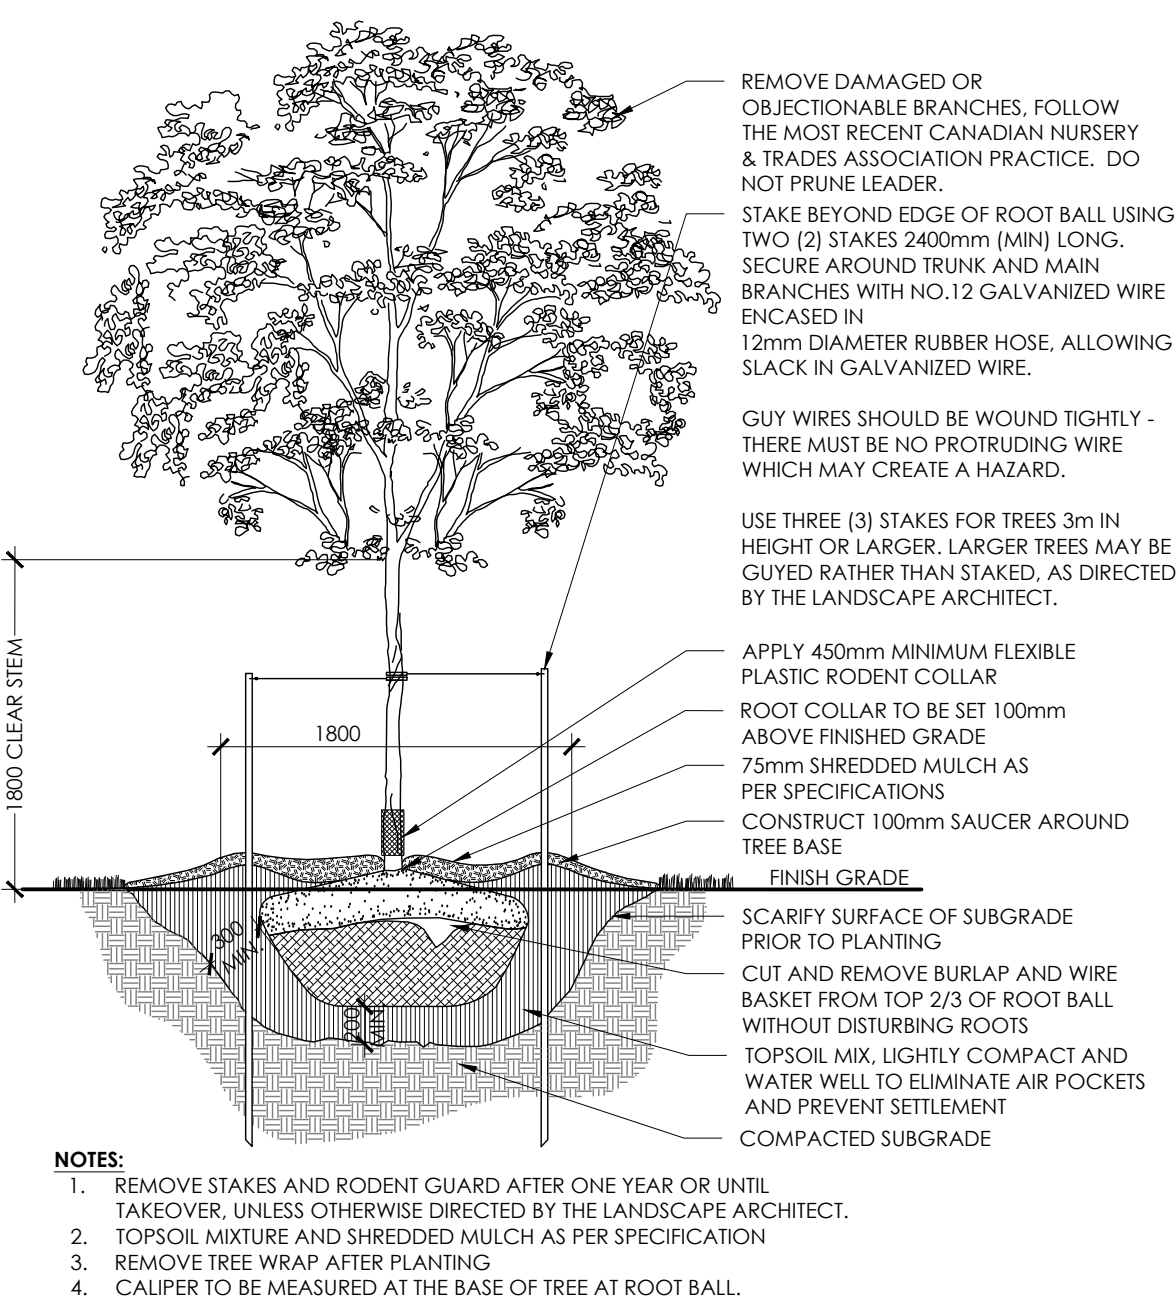 REMOVE DAMAGED OR
OBJECTIONABLE BRANCHES, FOLLOW
THE MOST RECENT CANADIAN NURSERY
& TRADES ASSOCIATION PRACTICE. DO
NOT PRUNE LEADER.
STAKE BEYOND EDGE OF ROOT BALL USING
TWO (2) STAKES 2400mm (MIN) LONG.
SECURE AROUND TRUNK AND MAIN
BRANCHES WITH NO.12 GALVANIZED WIRE
ENCASED IN
12mm DIAMETER RUBBER HOSE, ALLOWING
SLACK IN GALVANIZED WIRE.
GUY WIRES SHOULD BE WOUND TIGHTLY -
THERE MUST BE NO PROTRUDING WIRE
WHICH MAY CREATE A HAZARD.
USE THREE (3) STAKES FOR TREES 3m IN
HEIGHT OR LARGER. LARGER TREES MAY BE
GUYED RATHER THAN STAKED, AS DIRECTED
BY THE LANDSCAPE ARCHITECT.
APPLY 450mm MINIMUM FLEXIBLE
PLASTIC RODENT COLLAR
ROOT COLLAR TO BE SET 100mm
ABOVE FINISHED GRADE
75mm SHREDDED MULCH AS
PER SPECIFICATIONS
CONSTRUCT 100mm SAUCER AROUND
TREE BASE
FINISH GRADE
SCARIFY SURFACE OF SUBGRADE
PRIOR TO PLANTING
CUT AND REMOVE BURLAP AND WIRE
BASKET FROM TOP 2/3 OF ROOT BALL
WITHOUT DISTURBING ROOTS
TOPSOIL MIX, LIGHTLY COMPACT AND
WATER WELL TO ELIMINATE AIR POCKETS
AND PREVENT SETTLEMENT
COMPACTED SUBGRADE
1800 CLEAR STEM
1800
300
MIN.
200
MIN
NOTES:
1. REMOVE STAKES AND RODENT GUARD AFTER ONE YEAR OR UNTIL
TAKEOVER, UNLESS OTHERWISE DIRECTED BY THE LANDSCAPE ARCHITECT.
2. TOPSOIL MIXTURE AND SHREDDED MULCH AS PER SPECIFICATION
3. REMOVE TREE WRAP AFTER PLANTING
4. CALIPER TO BE MEASURED AT THE BASE OF TREE AT ROOT BALL.